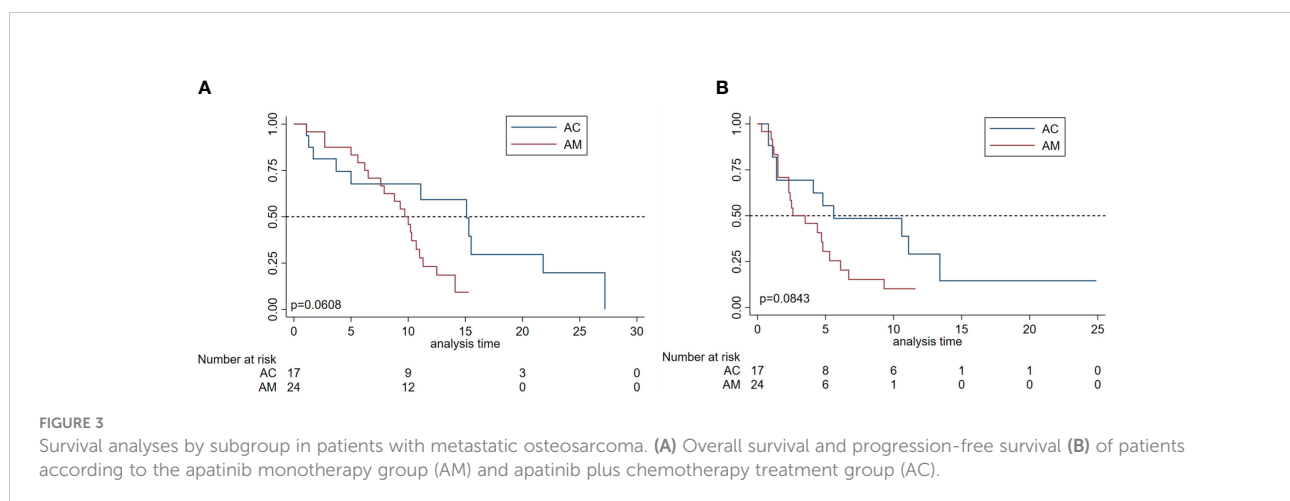 A
1.00
0.75
0.50
0.25
0.00
AC
AM
p=0.0608
0 5 10 15 20 25 30
analysis time
Number at risk
AC 17 9 3 0
AM 24 12 0 0
B
1.00
0.75
0.50
0.25
0.00
AC
AM
p=0.0843
0 5 10 15 20 25
analysis time
Number at risk
AC 17 8 6 1 1 0
AM 24 6 1 0 0 0
FIGURE 3
Survival analyses by subgroup in patients with metastatic osteosarcoma. (A) Overall survival and progression-free survival (B) of patients
according to the apatinib monotherapy group (AM) and apatinib plus chemotherapy treatment group (AC).